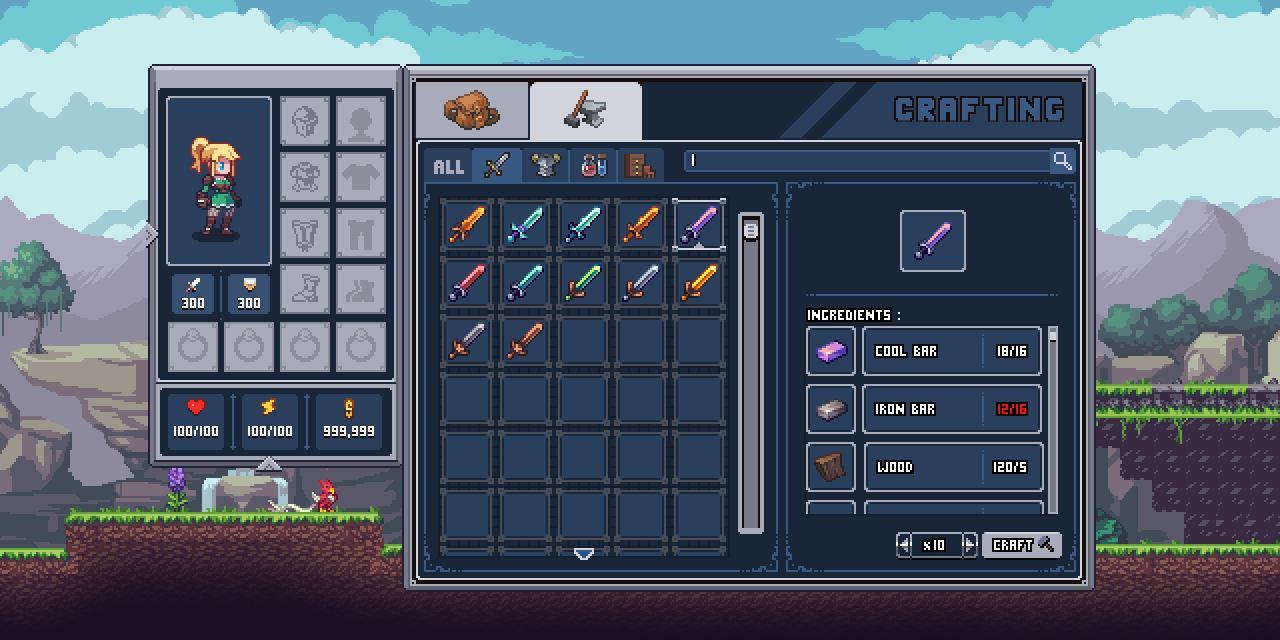 CRAFTING
ALL
300 300
100/100 100/100 999,999
INGREDIENTS :
COOL BAR 18/16
IRON BAR 12/16
WOOD 120/5
x10 CRAFT